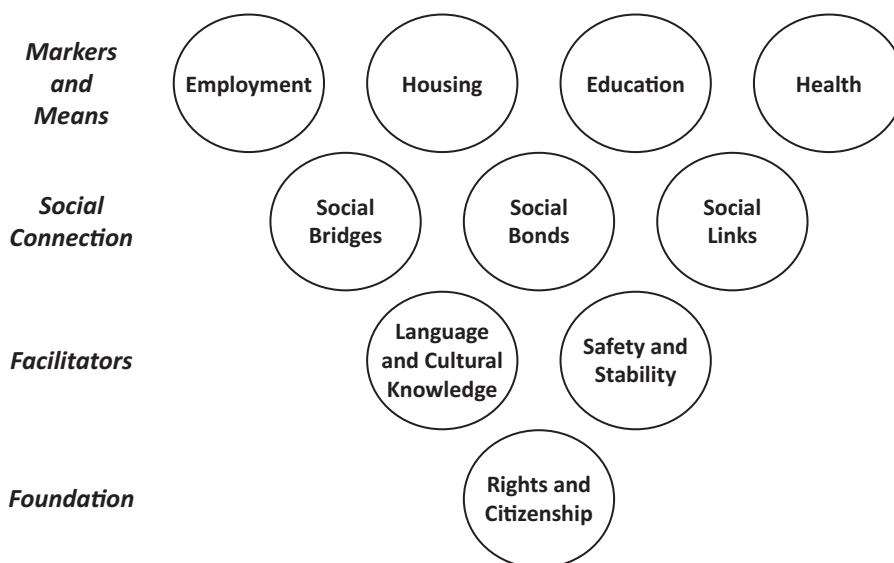 Markers
and
Means
Employment
Housing
Education
Health
Social
Connection
Social
Bridges
Social
Bonds
Social
Links
Facilitators
Language
and Cultural
Knowledge
Safety and
Stability
Foundation
Rights and
Citizenship